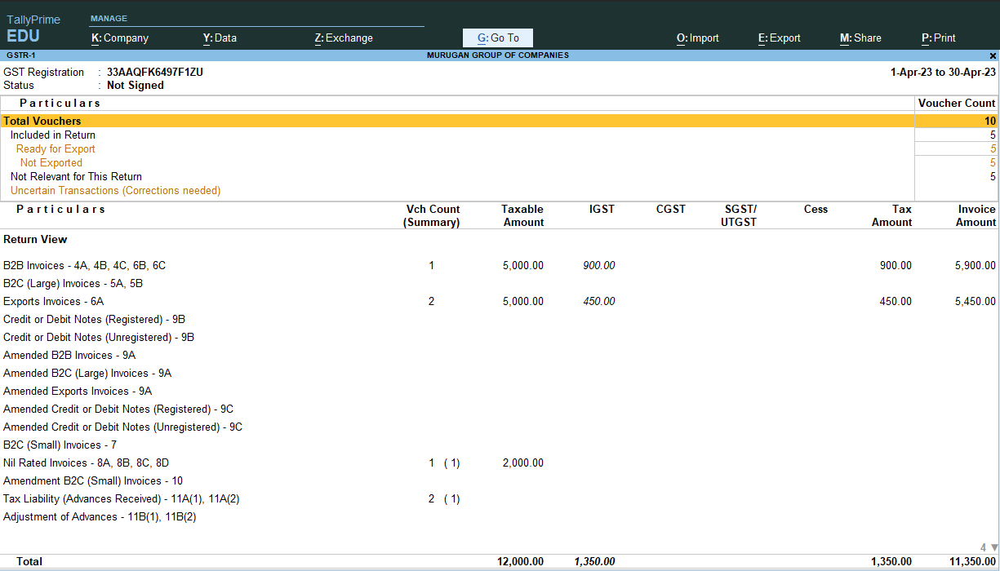 TallyPrime
EDU
MANAGE
K: Company Y: Data Z: Exchange G: Go To O: Import E: Export M: Share P: Print
GSTR-1 MURUGAN GROUP OF COMPANIES ×
GST Registration : 33AAQFK6497F1ZU 1-Apr-23 to 30-Apr-23
Status : Not Signed
Particulars Voucher Count
Total Vouchers 10
Included in Return 5
Ready for Export 5
Not Exported 5
Not Relevant for This Return 5
Uncertain Transactions (Corrections needed)
Particulars Vch Count Taxable IGST CGST SGST/ Cess Tax Invoice
(Summary) Amount UTGST Amount Amount
Return View
B2B Invoices - 4A, 4B, 4C, 6B, 6C 1 5,000.00 900.00 900.00 5,900.00
B2C (Large) Invoices - 5A, 5B
Exports Invoices - 6A 2 5,000.00 450.00 450.00 5,450.00
Credit or Debit Notes (Registered) - 9B
Credit or Debit Notes (Unregistered) - 9B
Amended B2B Invoices - 9A
Amended B2C (Large) Invoices - 9A
Amended Exports Invoices - 9A
Amended Credit or Debit Notes (Registered) - 9C
Amended Credit or Debit Notes (Unregistered) - 9C
B2C (Small) Invoices - 7
Nil Rated Invoices - 8A, 8B, 8C, 8D 1 ( 1) 2,000.00
Amendment B2C (Small) Invoices - 10
Tax Liability (Advances Received) - 11A(1), 11A(2) 2 ( 1)
Adjustment of Advances - 11B(1), 11B(2)
4 ▼
Total 12,000.00 1,350.00 1,350.00 11,350.00